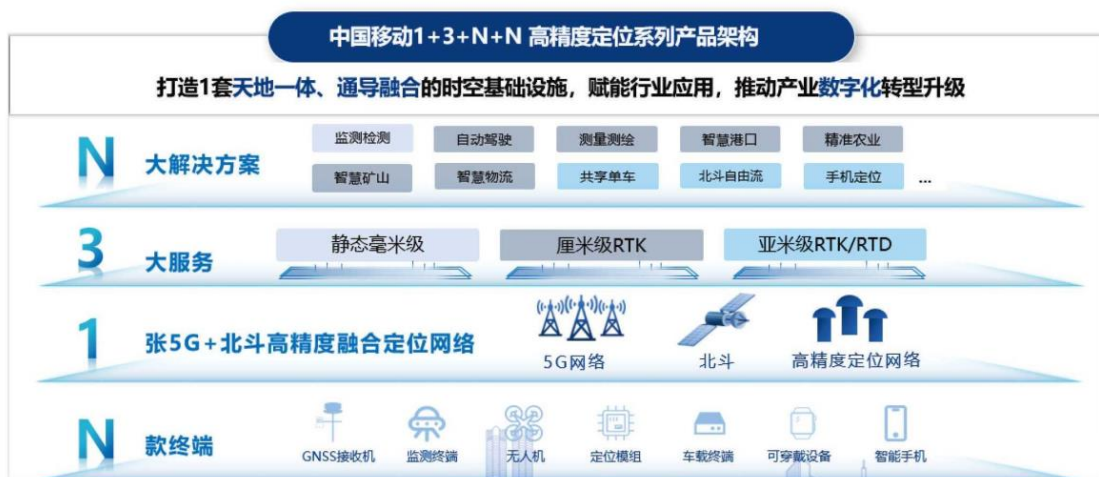 中国移动1+3+N+N 高精度定位系列产品架构
打造1套天地一体、通导融合的时空基础设施，赋能行业应用，推动产业数字化转型升级
N 大解决方案
监测检测 自动驾驶 测量测绘 智慧港口 精准农业
智慧矿山 智慧物流 共享单车 北斗自由流 手机定位 ...
3 大服务
静态毫米级 厘米级RTK 亚米级RTK/RTD
1 张5G+北斗高精度融合定位网络
5G网络 北斗 高精度定位网络
N 款终端
GNSS接收机 监测终端 无人机 定位模组 车载终端 可穿戴设备 智能手机